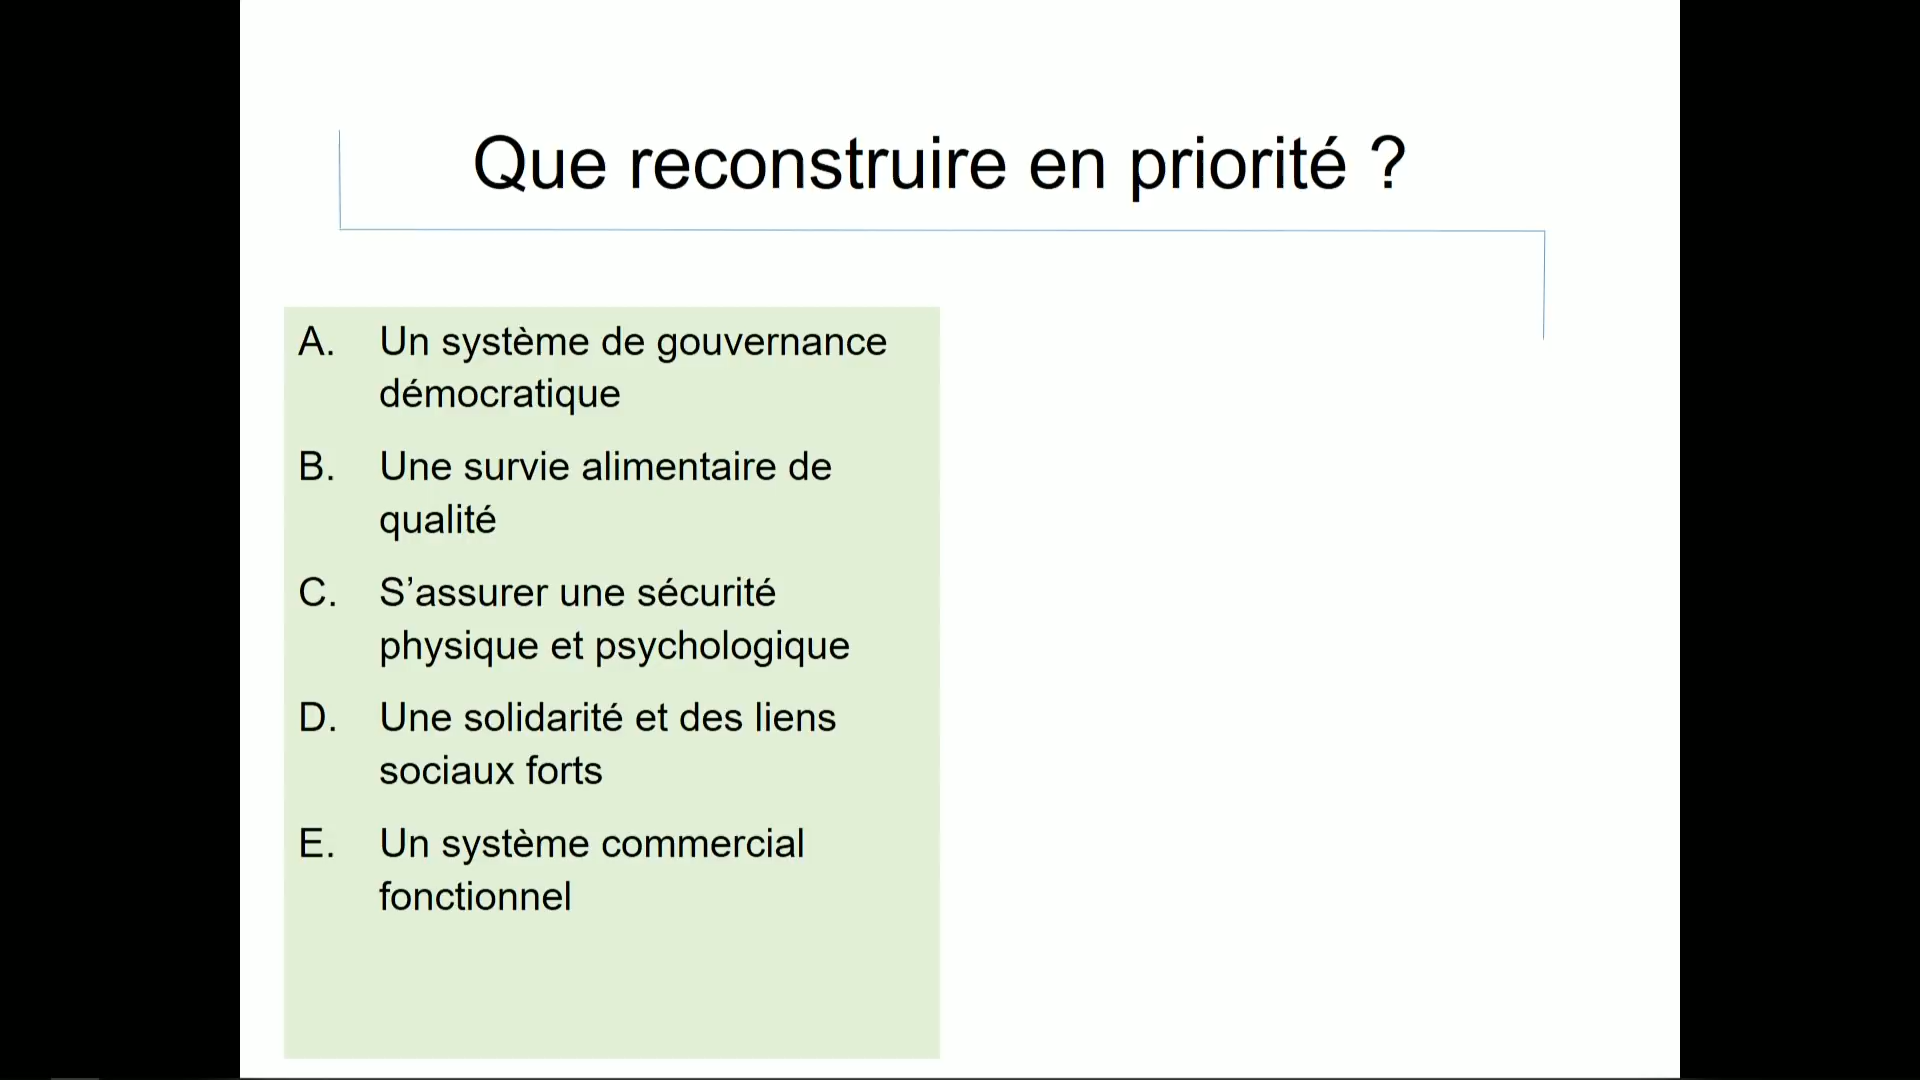 Que reconstruire en priorité ?
A. Un système de gouvernance
démocratique
B. Une survie alimentaire de
qualité
C. S’assurer une sécurité
physique et psychologique
D. Une solidarité et des liens
sociaux forts
E. Un système commercial
fonctionnel